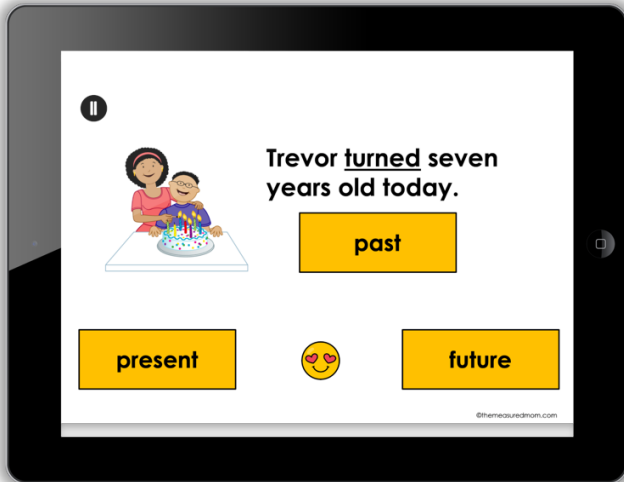 Trevor turned seven
years old today.
past
present
future
©themeasuredmom.com